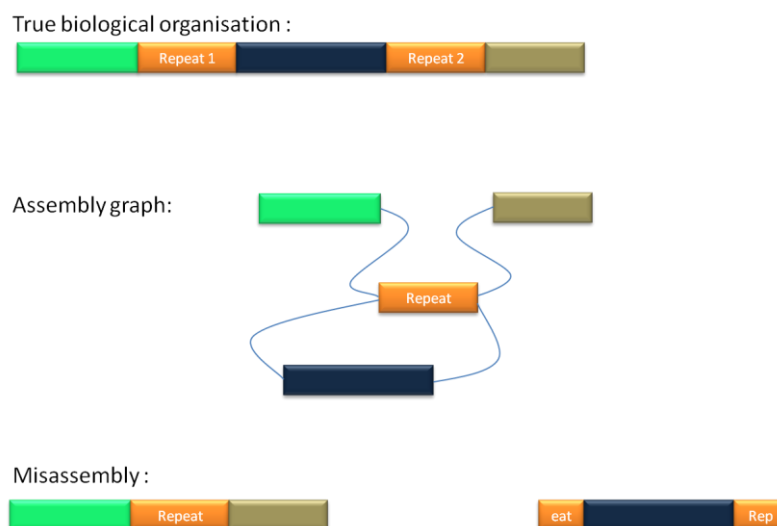 True biological organisation :
Repeat 1 Repeat 2
Assembly graph:
Repeat
Misassembly :
Repeat eat Rep